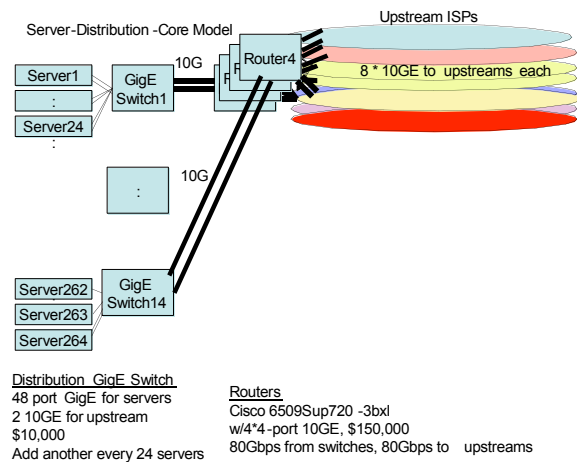 Server-Distribution -Core Model
Upstream ISPs
10G
Router4
R
R
8 * 10GE to upstreams each
Server1
:
Server24
:
GigE
Switch1
10G
:
GigE
Switch14
Server262
Server263
Server264
Distribution GigE Switch
48 port GigE for servers
2 10GE for upstream
$10,000
Add another every 24 servers
Routers
Cisco 6509Sup720 -3bxl
w/4*4-port 10GE, $150,000
80Gbps from switches, 80Gbps to upstreams